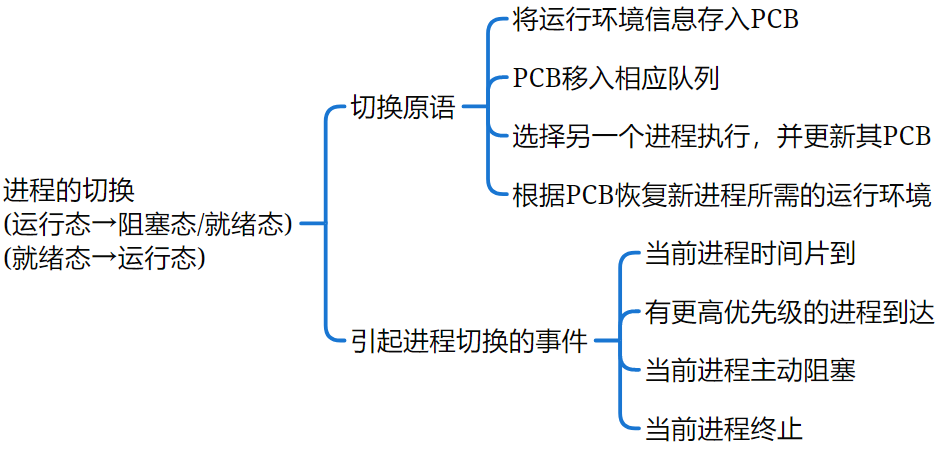 进程的切换
(运行态→阻塞态/就绪态)
(就绪态→运行态)
切换原语
将运行环境信息存入PCB
PCB移入相应队列
选择另一个进程执行，并更新其PCB
根据PCB恢复新进程所需的运行环境
引起进程切换的事件
当前进程时间片到
有更高优先级的进程到达
当前进程主动阻塞
当前进程终止